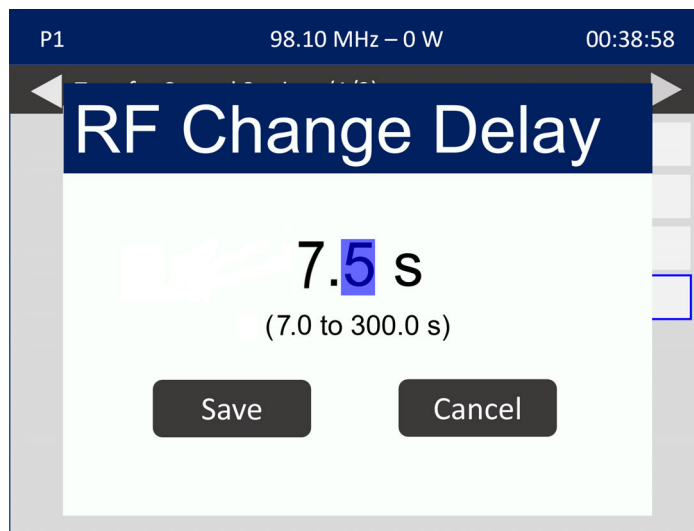 P1 98.10 MHz – 0 W 00:38:58
RF Change Delay
7.5 s
(7.0 to 300.0 s)
Save Cancel